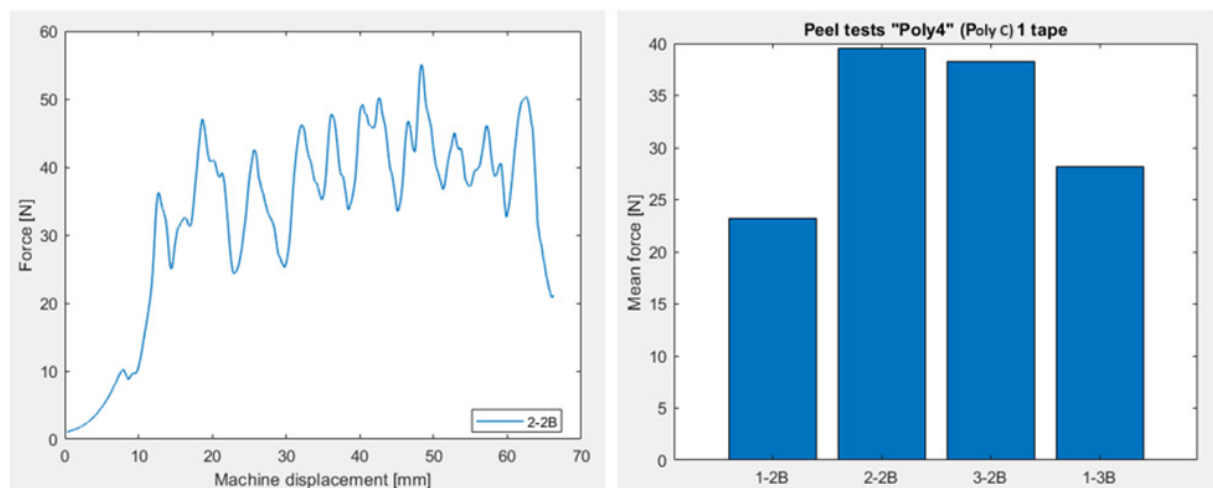 60
50
40
30
20
10
0
Force [N]
0 10 20 30 40 50 60 70
Machine displacement [mm]
2-2B
Peel tests "Poly4" (Poly C) 1 tape
40
35
30
25
20
15
10
5
0
Mean force [N]
1-2B 2-2B 3-2B 1-3B